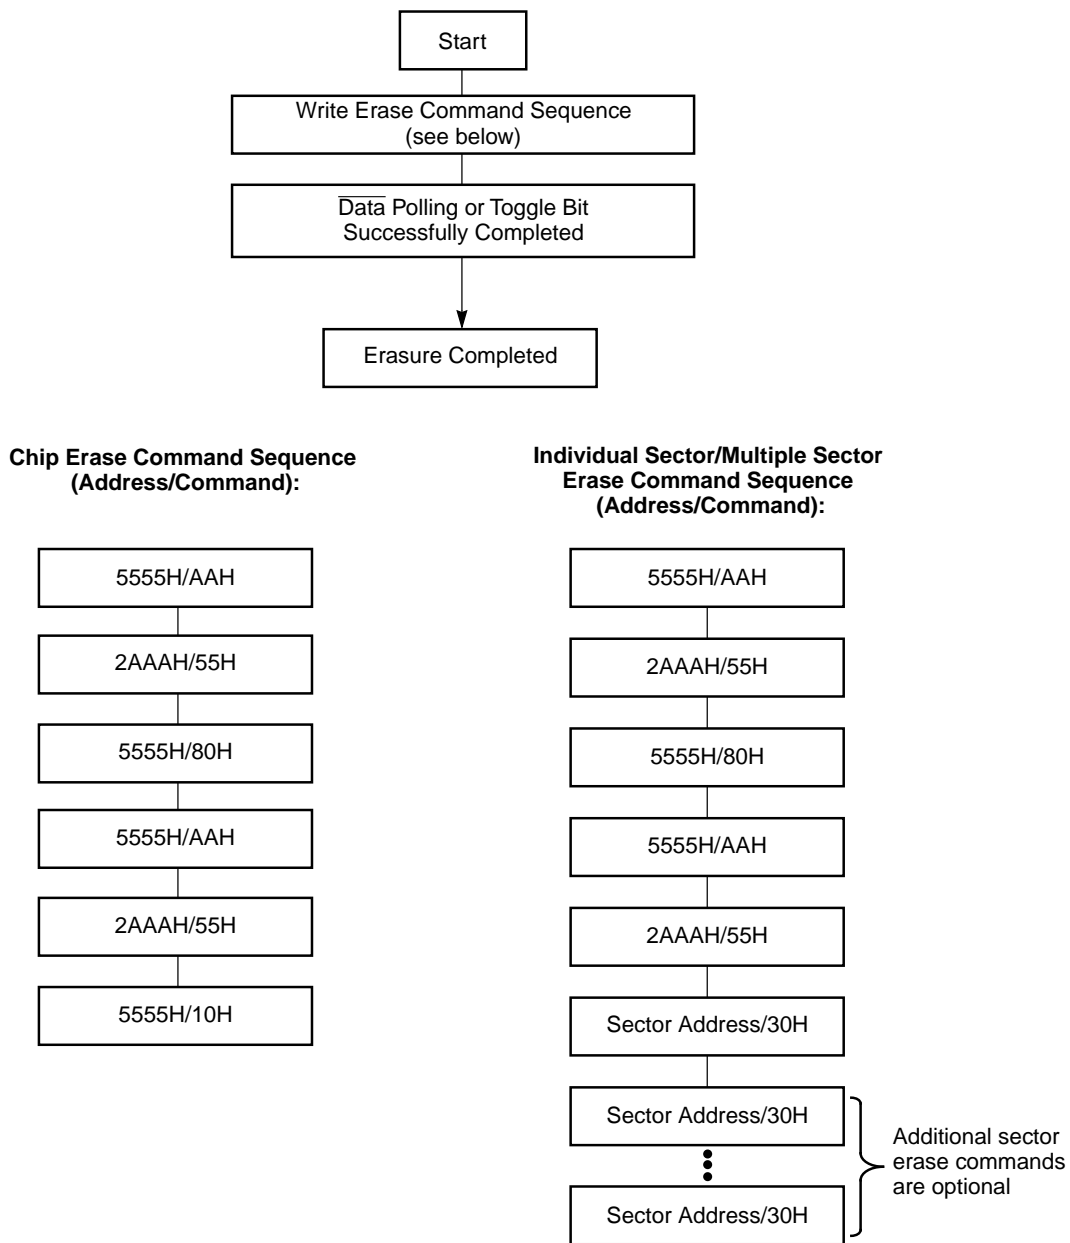 Start
Write Erase Command Sequence
(see below)
Data Polling or Toggle Bit
Successfully Completed
Erasure Completed
Chip Erase Command Sequence
(Address/Command):
5555H/AAH
2AAAH/55H
5555H/80H
5555H/AAH
2AAAH/55H
5555H/10H
Individual Sector/Multiple Sector
Erase Command Sequence
(Address/Command):
5555H/AAH
2AAAH/55H
5555H/80H
5555H/AAH
2AAAH/55H
Sector Address/30H
Sector Address/30H
Sector Address/30H
Additional sector
erase commands
are optional